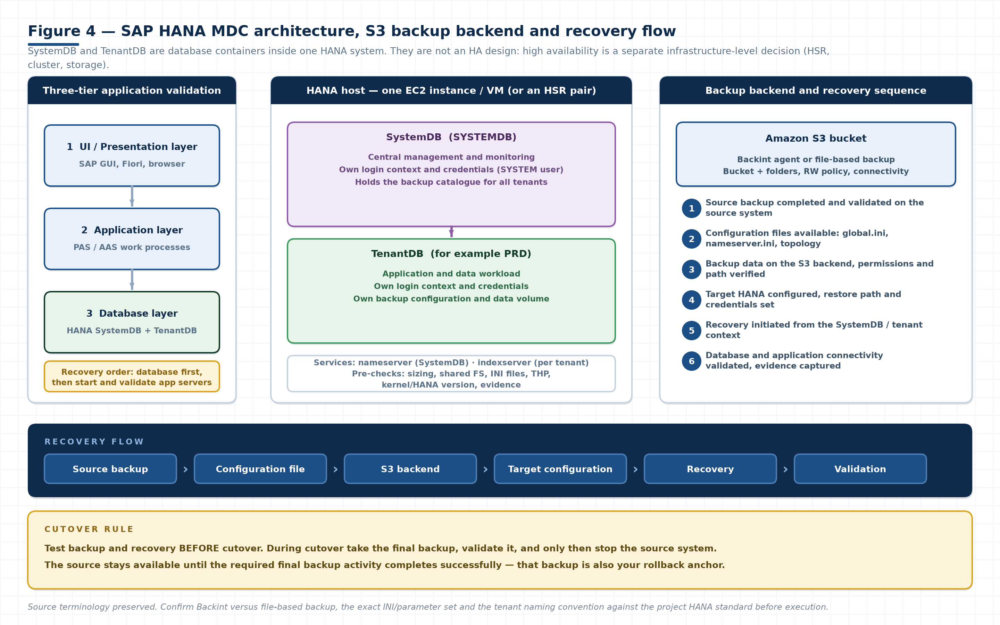 Figure 4 — SAP HANA MDC architecture, S3 backup backend and recovery flow
SystemDB and TenantDB are database containers inside one HANA system. They are not an HA design: high availability is a separate infrastructure-level decision (HSR,
cluster, storage).
Three-tier application validation
1 UI / Presentation layer
SAP GUI, Fiori, browser
2 Application layer
PAS / AAS work processes
3 Database layer
HANA SystemDB + TenantDB
Recovery order: database first,
then start and validate app servers
HANA host — one EC2 instance / VM (or an HSR pair)
SystemDB (SYSTEMDB)
Central management and monitoring
Own login context and credentials (SYSTEM user)
Holds the backup catalogue for all tenants
TenantDB (for example PRD)
Application and data workload
Own login context and credentials
Own backup configuration and data volume
Services: nameserver (SystemDB) · indexserver (per tenant)
Pre-checks: sizing, shared FS, INI files, THP,
kernel/HANA version, evidence
Backup backend and recovery sequence
Amazon S3 bucket
Backint agent or file-based backup
Bucket + folders, RW policy, connectivity
1 Source backup completed and validated on the
source system
2 Configuration files available: global.ini,
nameserver.ini, topology
3 Backup data on the S3 backend, permissions and
path verified
4 Target HANA configured, restore path and
credentials set
5 Recovery initiated from the SystemDB / tenant
context
6 Database and application connectivity
validated, evidence captured
RECOVERY FLOW
Source backup › Configuration file › S3 backend › Target configuration › Recovery › Validation
CUTOVER RULE
Test backup and recovery BEFORE cutover. During cutover take the final backup, validate it, and only then stop the source system.
The source stays available until the required final backup activity completes successfully — that backup is also your rollback anchor.
Source terminology preserved. Confirm Backint versus file-based backup, the exact INI/parameter set and the tenant naming convention against the project HANA standard before execution.